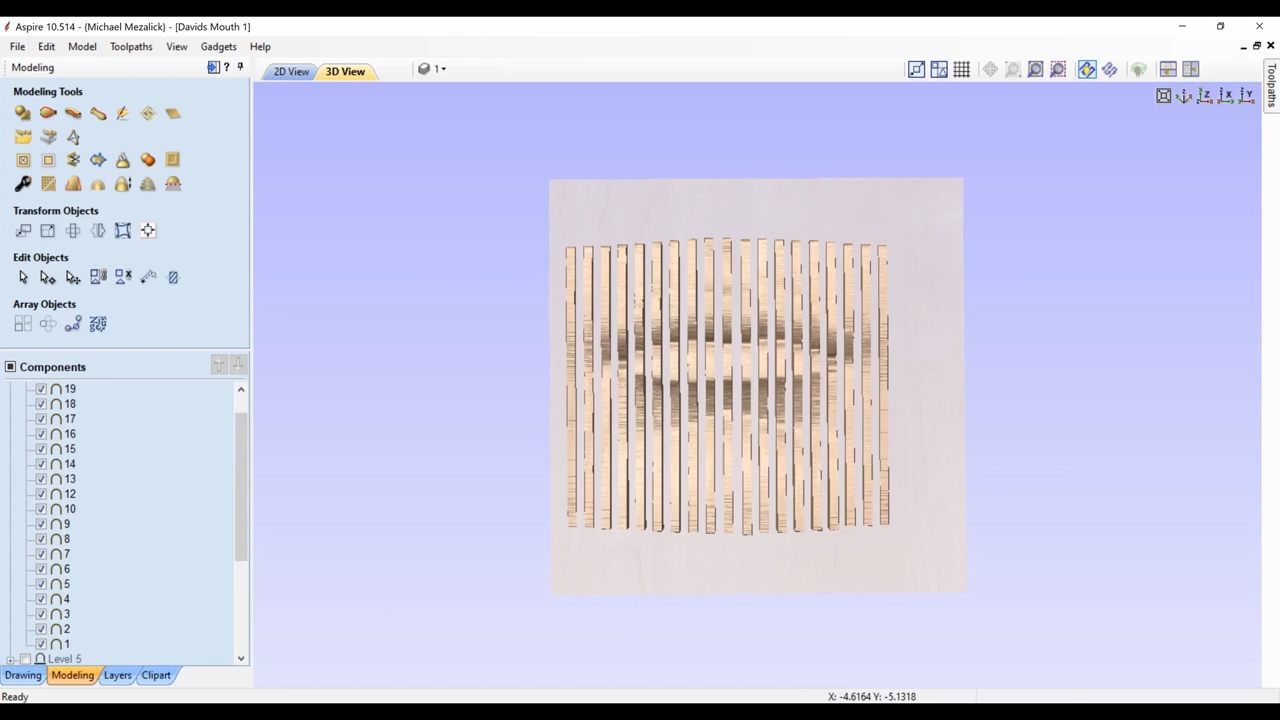 Aspire 10.514 - {Michael Mezalick} - [Davids Mouth 1]
File Edit Model Toolpaths View Gadgets Help
Modeling
2D View 3D View 1
Toolpaths
Modeling Tools
Z X Y
Transform Objects
Edit Objects
Array Objects
Components
19
18
17
16
15
14
13
12
10
9
8
7
6
5
4
3
2
1
Level 5
Drawing Modeling Layers Clipart
Ready X: -4.6164 Y: -5.1318